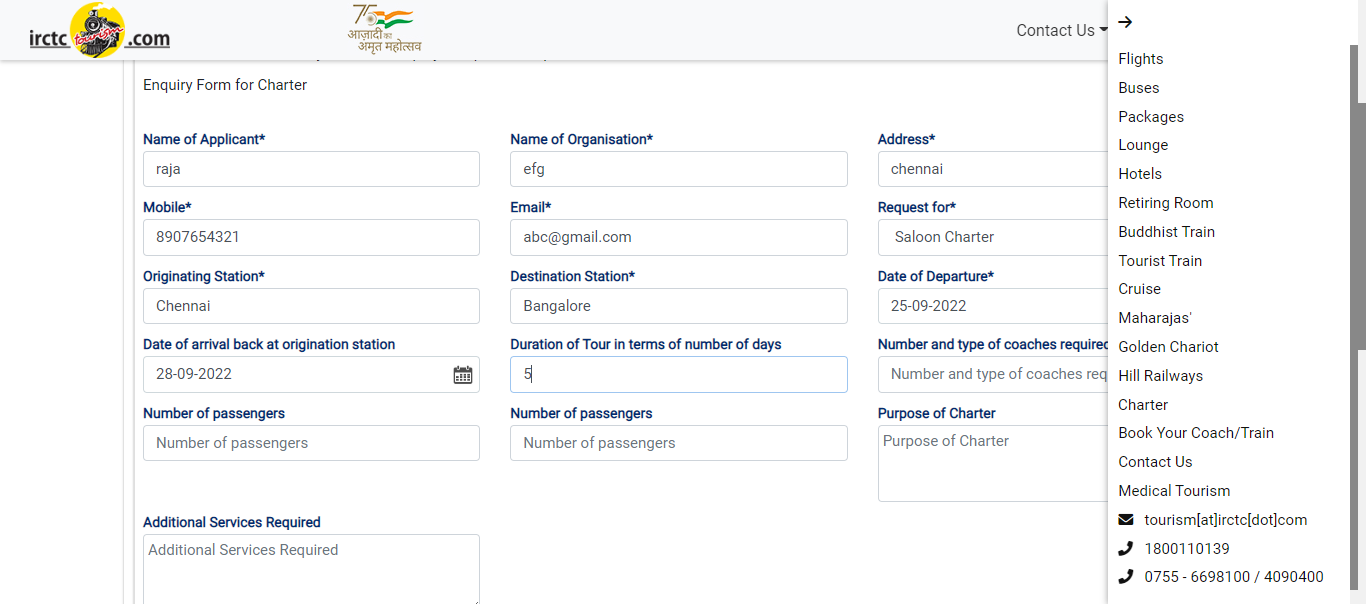 irctc tourism .com
75
आज़ादी का
अमृत महोत्सव
Contact Us
Enquiry Form for Charter
Name of Applicant*
Name of Organisation*
Address*
raja
efg
chennai
Mobile*
Email*
Request for*
8907654321
abc@gmail.com
Saloon Charter
Originating Station*
Destination Station*
Date of Departure*
Chennai
Bangalore
25-09-2022
Date of arrival back at origination station
Duration of Tour in terms of number of days
Number and type of coaches required
28-09-2022
5
Number and type of coaches req
Number of passengers
Number of passengers
Purpose of Charter
Number of passengers
Number of passengers
Purpose of Charter
Additional Services Required
Additional Services Required
Flights
Buses
Packages
Lounge
Hotels
Retiring Room
Buddhist Train
Tourist Train
Cruise
Maharajas'
Golden Chariot
Hill Railways
Charter
Book Your Coach/Train
Contact Us
Medical Tourism
tourism[at]irctc[dot]com
1800110139
0755 - 6698100 / 4090400